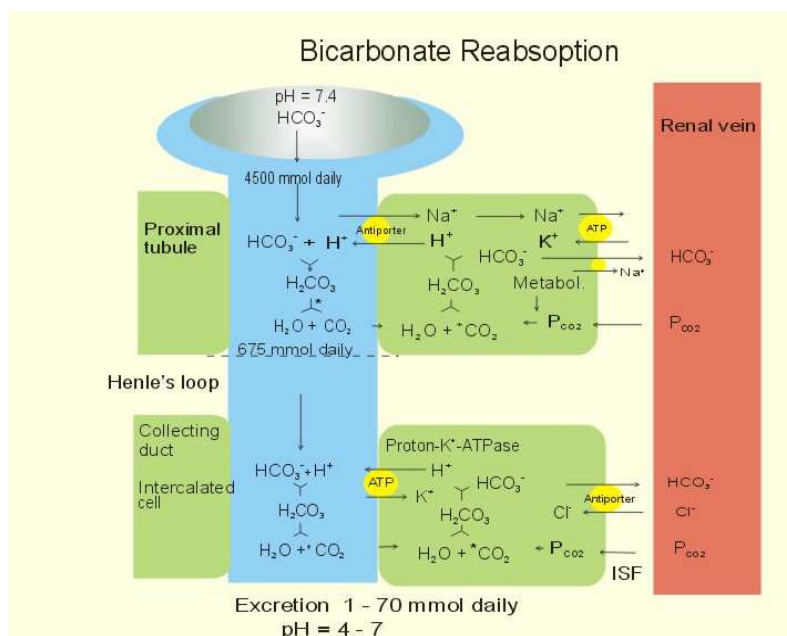 Bicarbonate Reabsoption
pH = 7.4
HCO₃⁻
Renal vein
4500 mmol daily
Proximal
tubule
Antiporter
Na⁺
Na⁺
ATP
HCO₃⁻ + H⁺
H⁺
K⁺
HCO₃⁻
HCO₃⁻
Na⁺
H₂CO₃
H₂CO₃
Metabol.
*
H₂O + CO₂
H₂O + *CO₂
Pco2
Pco2
675 mmol daily
Henle's loop
Collecting
duct
Proton-K⁺-ATPase
HCO₃⁻+H⁺
ATP
H⁺
HCO₃⁻
HCO₃⁻
Intercalated
cell
K⁺
Antiporter
H₂CO₃
H₂CO₃
Cl⁻
Cl⁻
H₂O +*CO₂
H₂O + *CO₂
Pco2
Pco2
ISF
Excretion 1 - 70 mmol daily
pH = 4 - 7